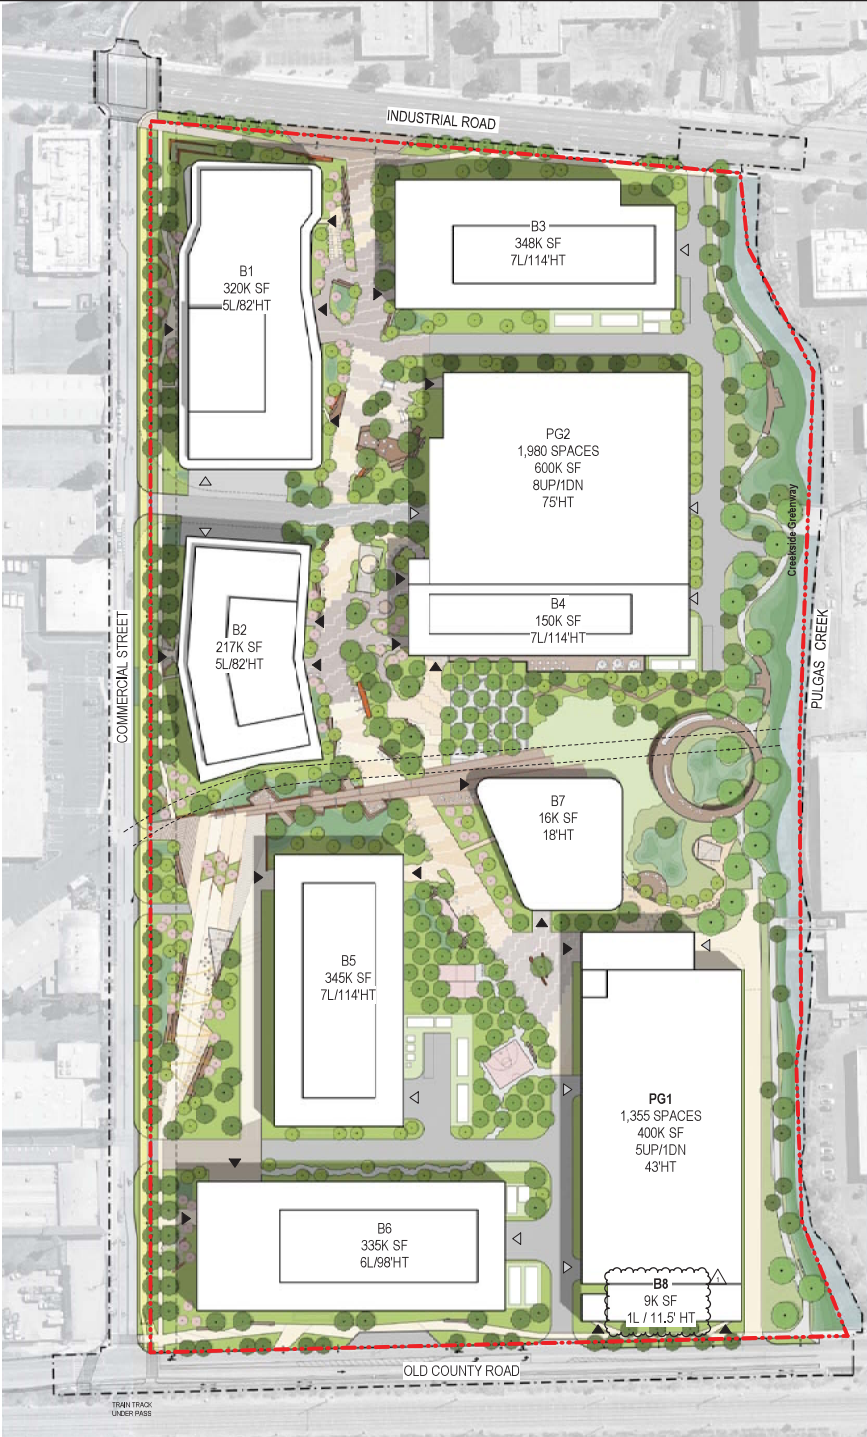 INDUSTRIAL ROAD
B3
348K SF
7L/114'HT
B1
320K SF
5L/82'HT
PG2
1,980 SPACES
600K SF
8UP/1DN
75'HT
Creekside Greenway
B4
150K SF
7L/114'HT
B2
217K SF
5L/82'HT
COMMERCIAL STREET
PULGAS CREEK
B7
16K SF
18'HT
B5
345K SF
7L/114'HT
PG1
1,355 SPACES
400K SF
5UP/1DN
43'HT
B6
335K SF
6L/98'HT
1
B8
9K SF
1L / 11.5' HT
OLD COUNTY ROAD
TRAIN TRACK
UNDER PASS